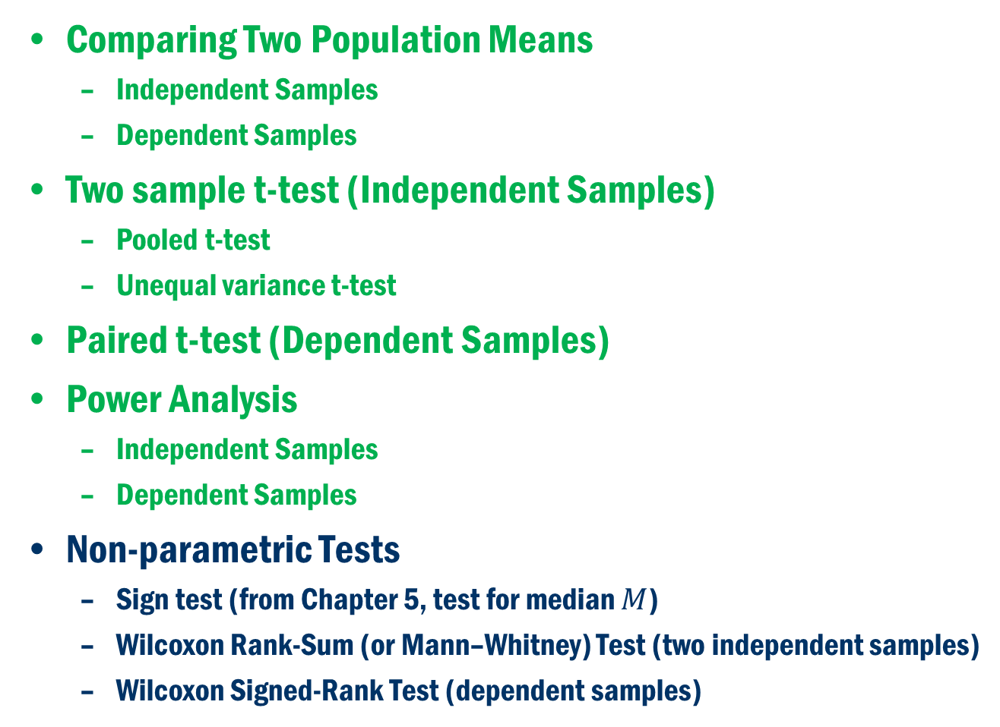 • Comparing Two Population Means
– Independent Samples
– Dependent Samples
• Two sample t-test (Independent Samples)
– Pooled t-test
– Unequal variance t-test
• Paired t-test (Dependent Samples)
• Power Analysis
– Independent Samples
– Dependent Samples
• Non-parametric Tests
– Sign test (from Chapter 5, test for median M)
– Wilcoxon Rank-Sum (or Mann–Whitney) Test (two independent samples)
– Wilcoxon Signed-Rank Test (dependent samples)